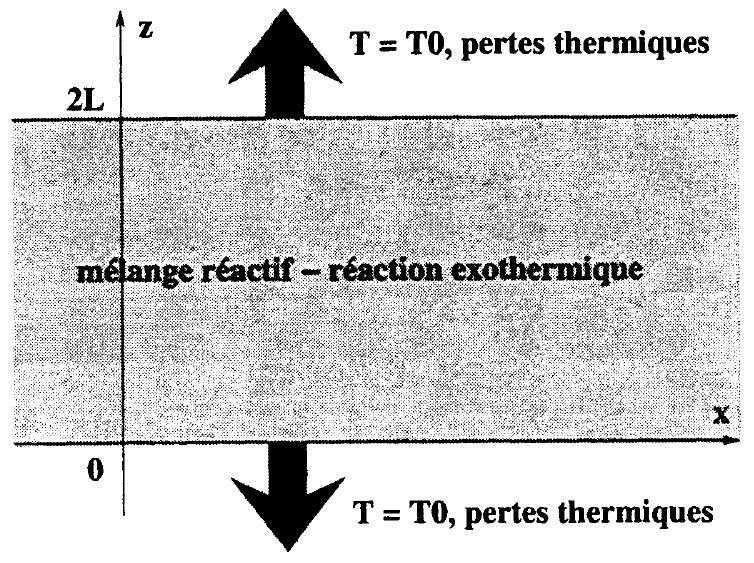 z
T = T0, pertes thermiques
2L
mélange réactif – réaction exothermique
x
0
T = T0, pertes thermiques